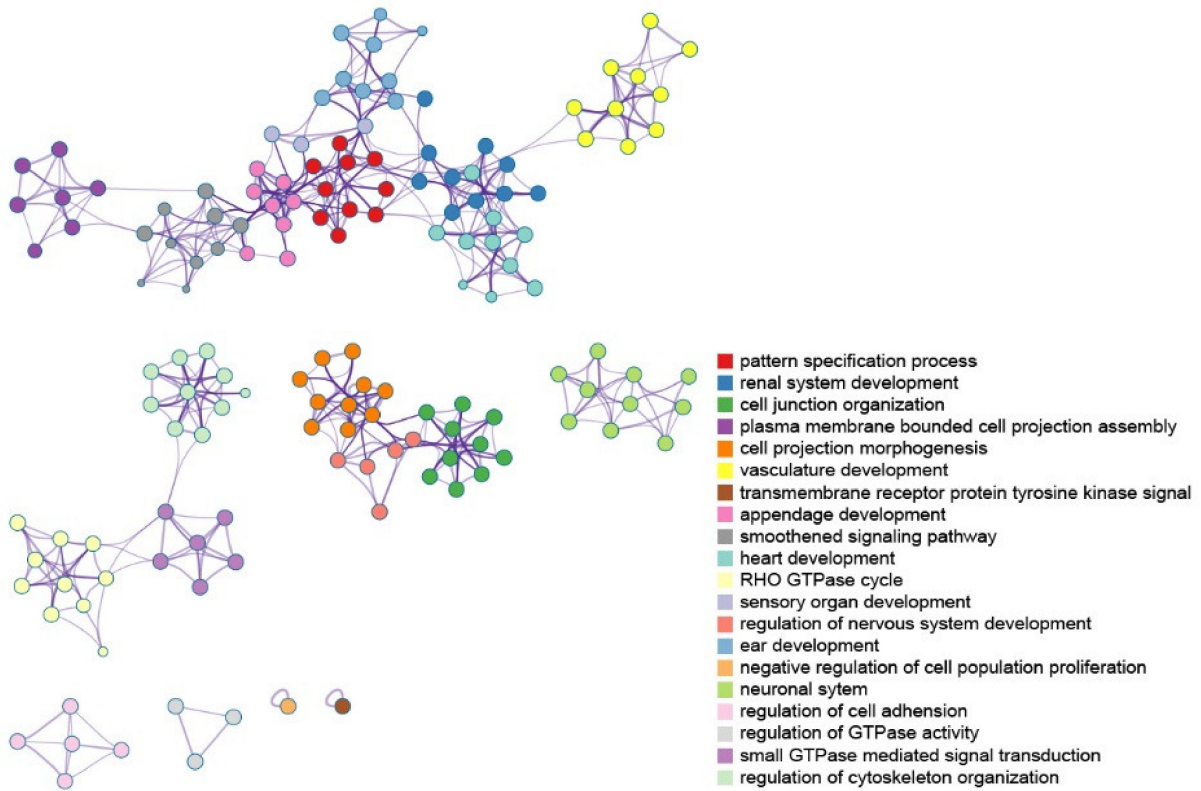 pattern specification process
renal system development
cell junction organization
plasma membrane bounded cell projection assembly
cell projection morphogenesis
vasculature development
transmembrane receptor protein tyrosine kinase signal
appendage development
smoothened signaling pathway
heart development
RHO GTPase cycle
sensory organ development
regulation of nervous system development
ear development
negative regulation of cell population proliferation
neuronal sytem
regulation of cell adhension
regulation of GTPase activity
small GTPase mediated signal transduction
regulation of cytoskeleton organization